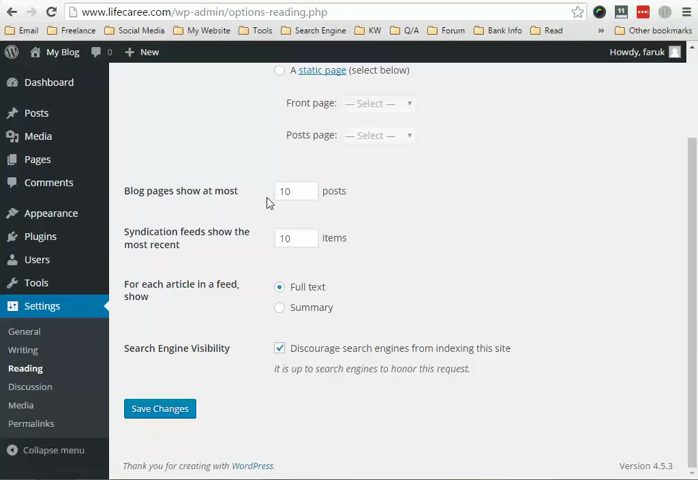 www.lifecaree.com/wp-admin/options-reading.php
Email Freelance Social Media My Website Tools Search Engine KW Q/A Forum Bank Info Read » Other bookmarks
My Blog 0 + New Howdy, faruk
Dashboard
Posts
Media
Pages
Comments
Appearance
Plugins
Users
Tools
Settings
General
Writing
Reading
Discussion
Media
Permalinks
Collapse menu
A static page (select below)
Front page: — Select —
Posts page: — Select —
Blog pages show at most 10 posts
Syndication feeds show the most recent 10 items
For each article in a feed, show
Full text
Summary
Search Engine Visibility
Discourage search engines from indexing this site
It is up to search engines to honor this request.
Save Changes
Thank you for creating with WordPress.
Version 4.5.3